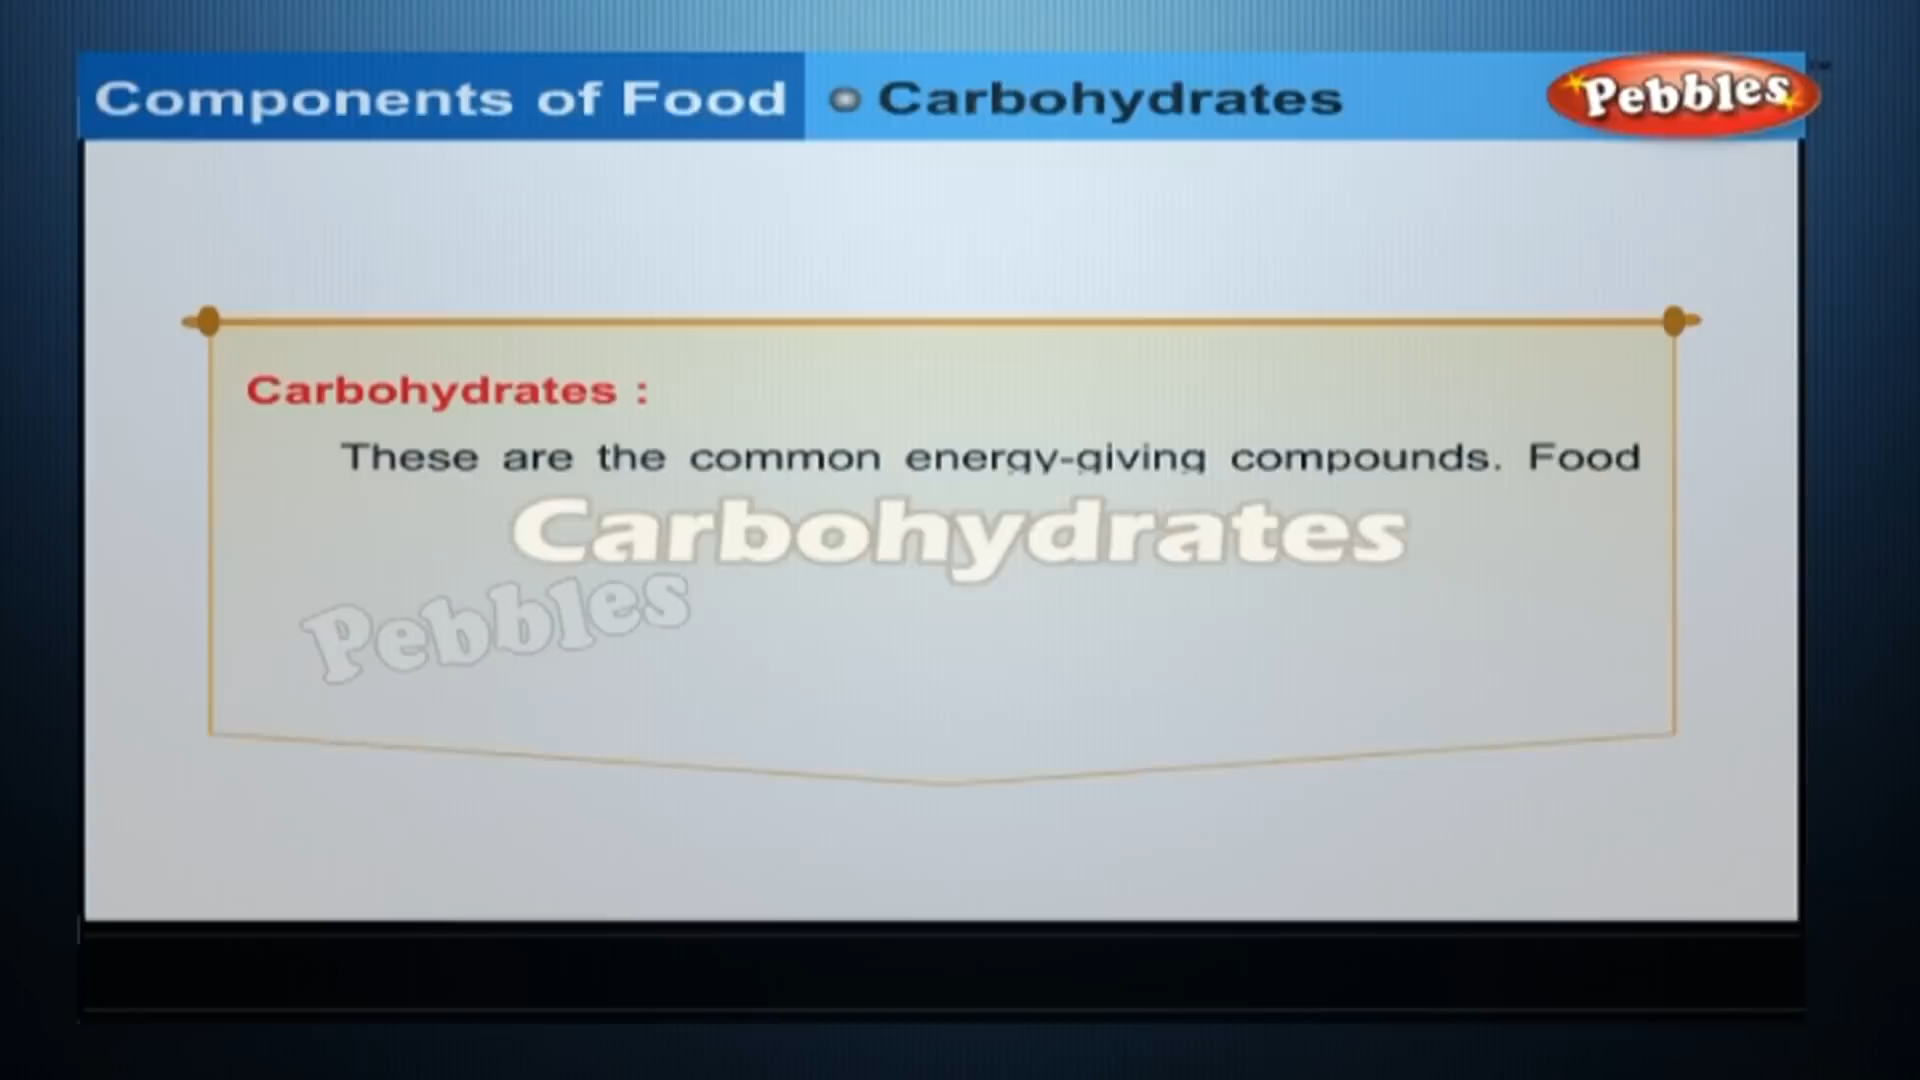 Components of Food
Carbohydrates
Pebbles
Carbohydrates :
These are the common energy-giving compounds. Food
Carbohydrates
Pebbles